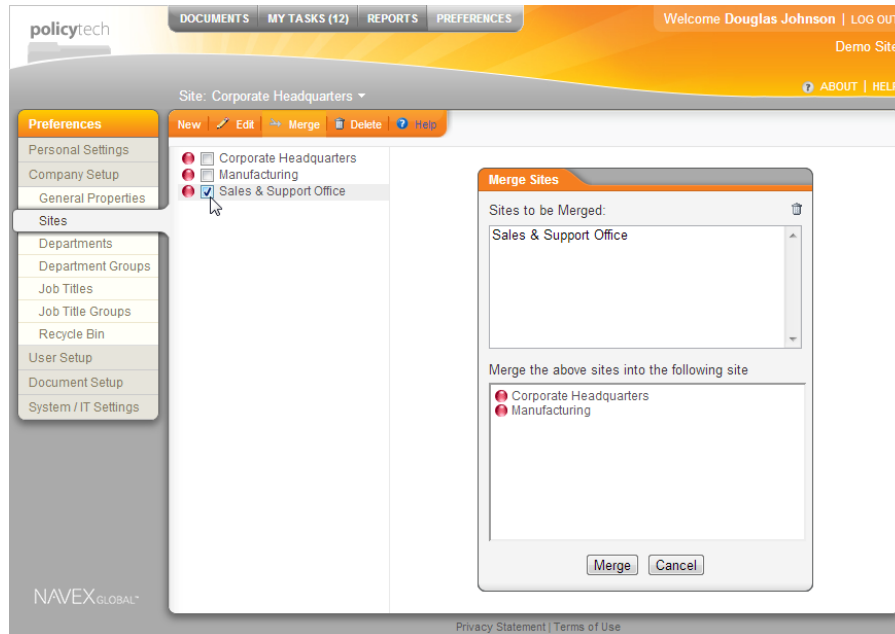 policytech
DOCUMENTS MY TASKS (12) REPORTS PREFERENCES
Welcome Douglas Johnson | LOG OUT
Demo Site
ABOUT | HELP
Site: Corporate Headquarters
Preferences
Personal Settings
Company Setup
General Properties
Sites
Departments
Department Groups
Job Titles
Job Title Groups
Recycle Bin
User Setup
Document Setup
System / IT Settings
New Edit Merge Delete Help
Corporate Headquarters
Manufacturing
Sales & Support Office
Merge Sites
Sites to be Merged:
Sales & Support Office
Merge the above sites into the following site
Corporate Headquarters
Manufacturing
Merge Cancel
NAVEX GLOBAL™
Privacy Statement | Terms of Use